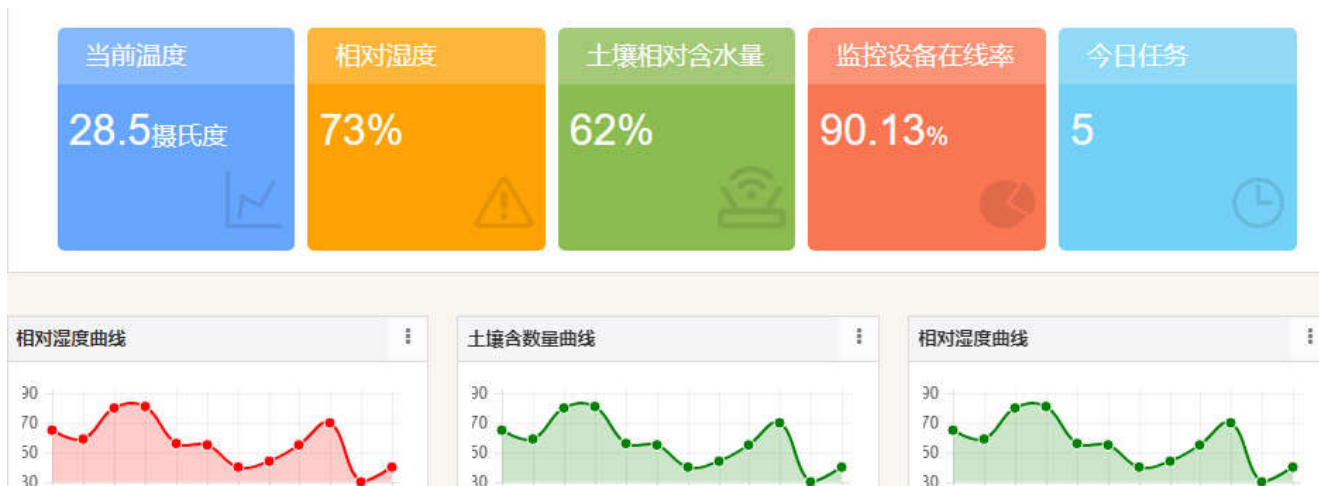 当前温度 相对湿度 土壤相对含水量 监控设备在线率 今日任务
28.5摄氏度 73% 62% 90.13% 5
相对湿度曲线 土壤含数量曲线 相对湿度曲线
90 90 90
70 70 70
50 50 50
30 30 30